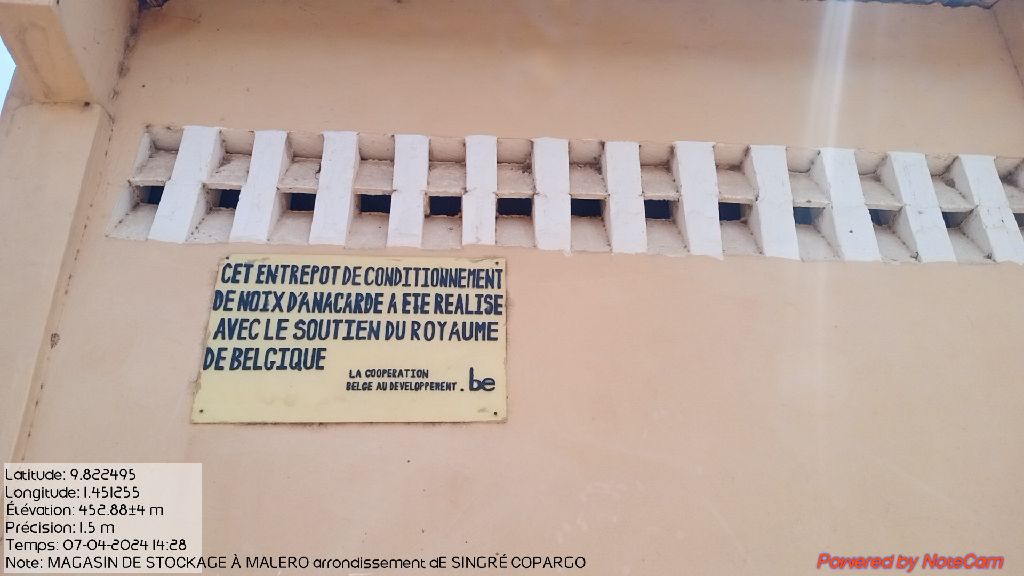 CET ENTREPOT DE CONDITIONNEMENT
DE NOIX D'ANACARDE A ETE REALISE
AVEC LE SOUTIEN DU ROYAUME
DE BELGIQUE
LA COOPERATION
BELGE AU DEVELOPPEMENT .be
Latitude: 9.822495
Longitude: 1.451255
Élévation: 452.88±4 m
Précision: 1.5 m
Temps: 07-04-2024 14:28
Note: MAGASIN DE STOCKAGE À MALERO arrondissement dE SINGRÉ COPARGO
Powered by NoteCam